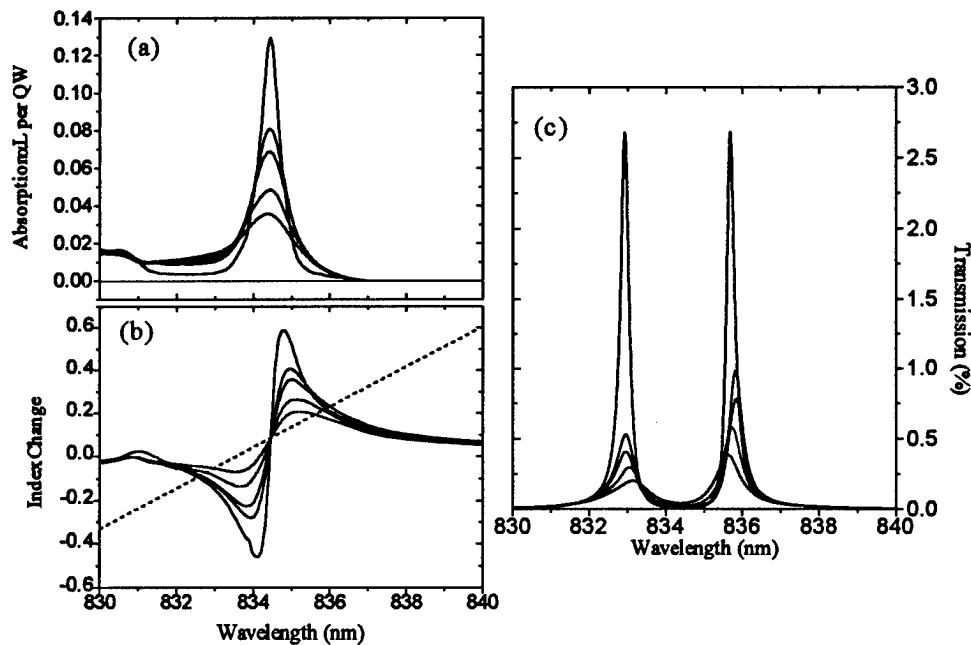 (a)
0.14
0.12
0.10
0.08
0.06
0.04
0.02
0.00
AbsorptionxL per QW
(b)
0.6
0.4
0.2
0.0
-0.2
-0.4
-0.6
Index Change
830 832 834 836 838 840
Wavelength (nm)
(c)
3.0
2.5
2.0
1.5
1.0
0.5
0.0
Transmission (%)
830 832 834 836 838 840
Wavelength (nm)